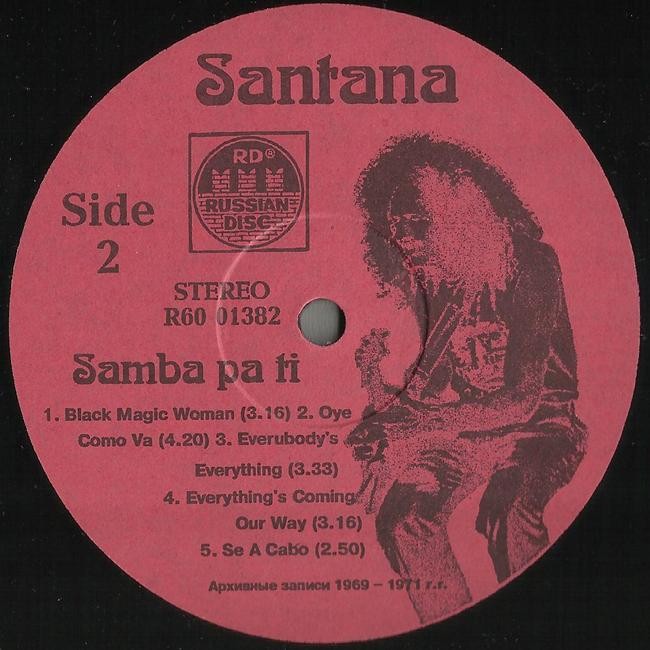 Santana
RD®
RUSSIAN
DISC
Side
2
STEREO
R60 01382
Samba pa ti
1. Black Magic Woman (3.16) 2. Oye
Como Va (4.20) 3. Everubody's
Everything (3.33)
4. Everything's Coming
Our Way (3.16)
5. Se A Cabo (2.50)
Архивные записи 1969 – 1971 г.г.